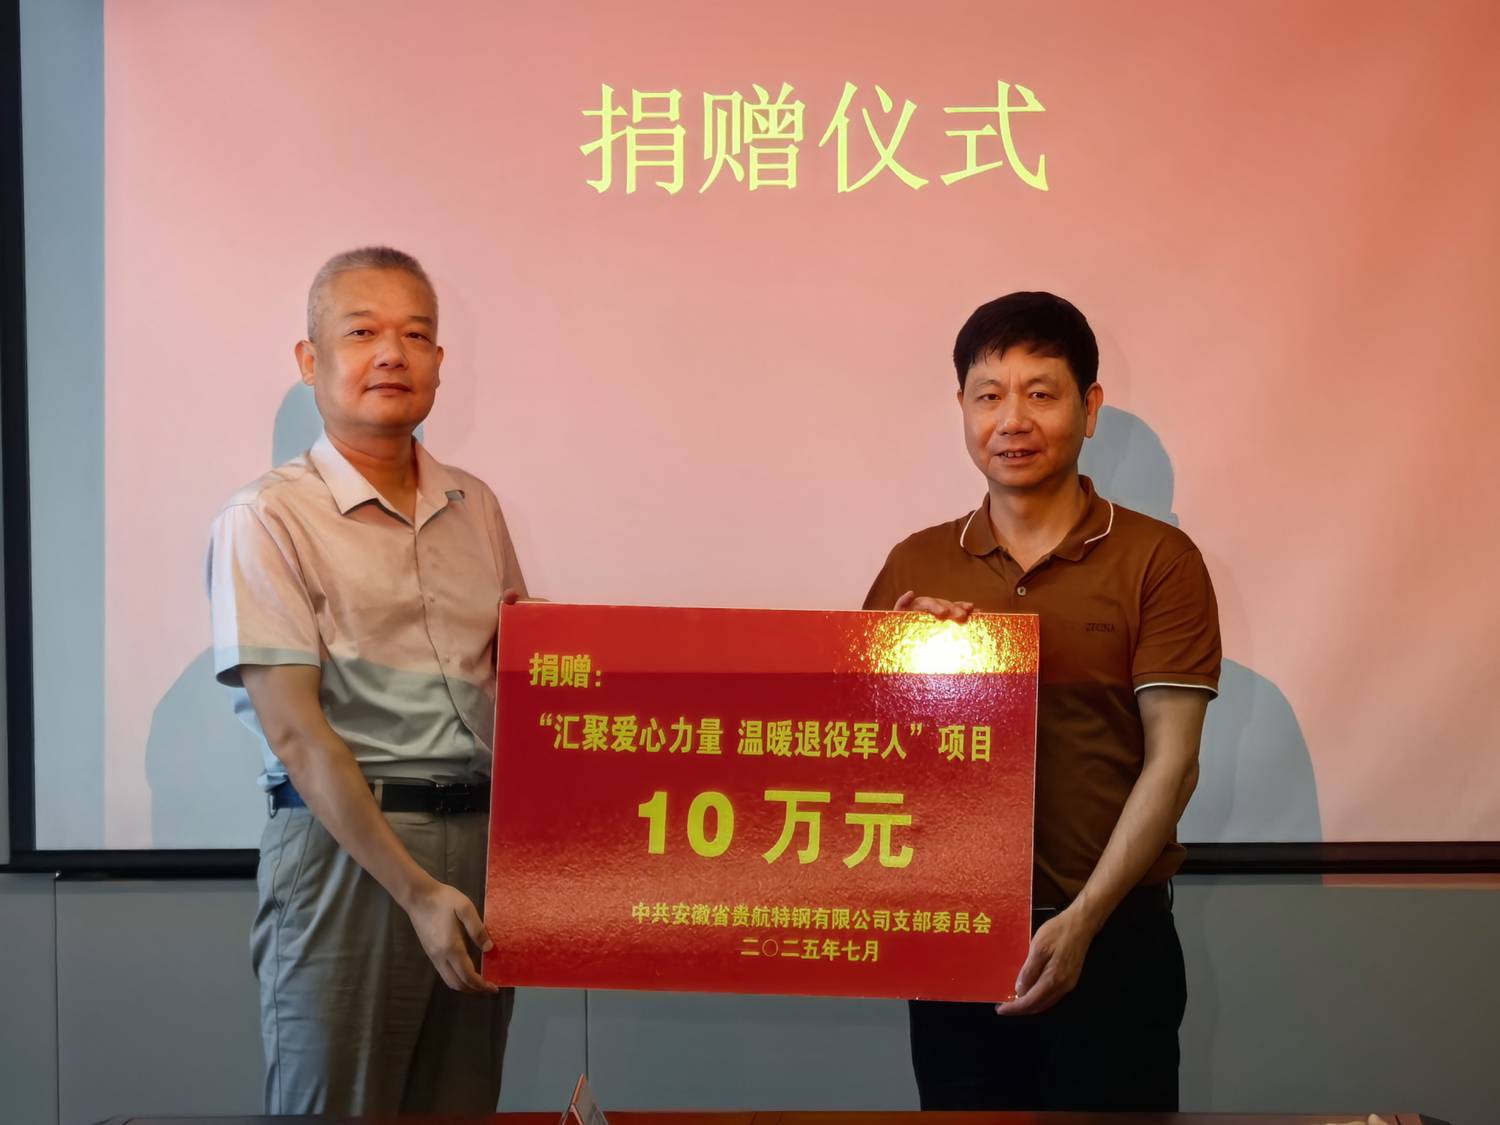 捐赠仪式
捐赠：
“汇聚爱心力量 温暖退役军人”项目
10 万元
中共安徽省贵航特钢有限公司支部委员会
二〇二五年七月